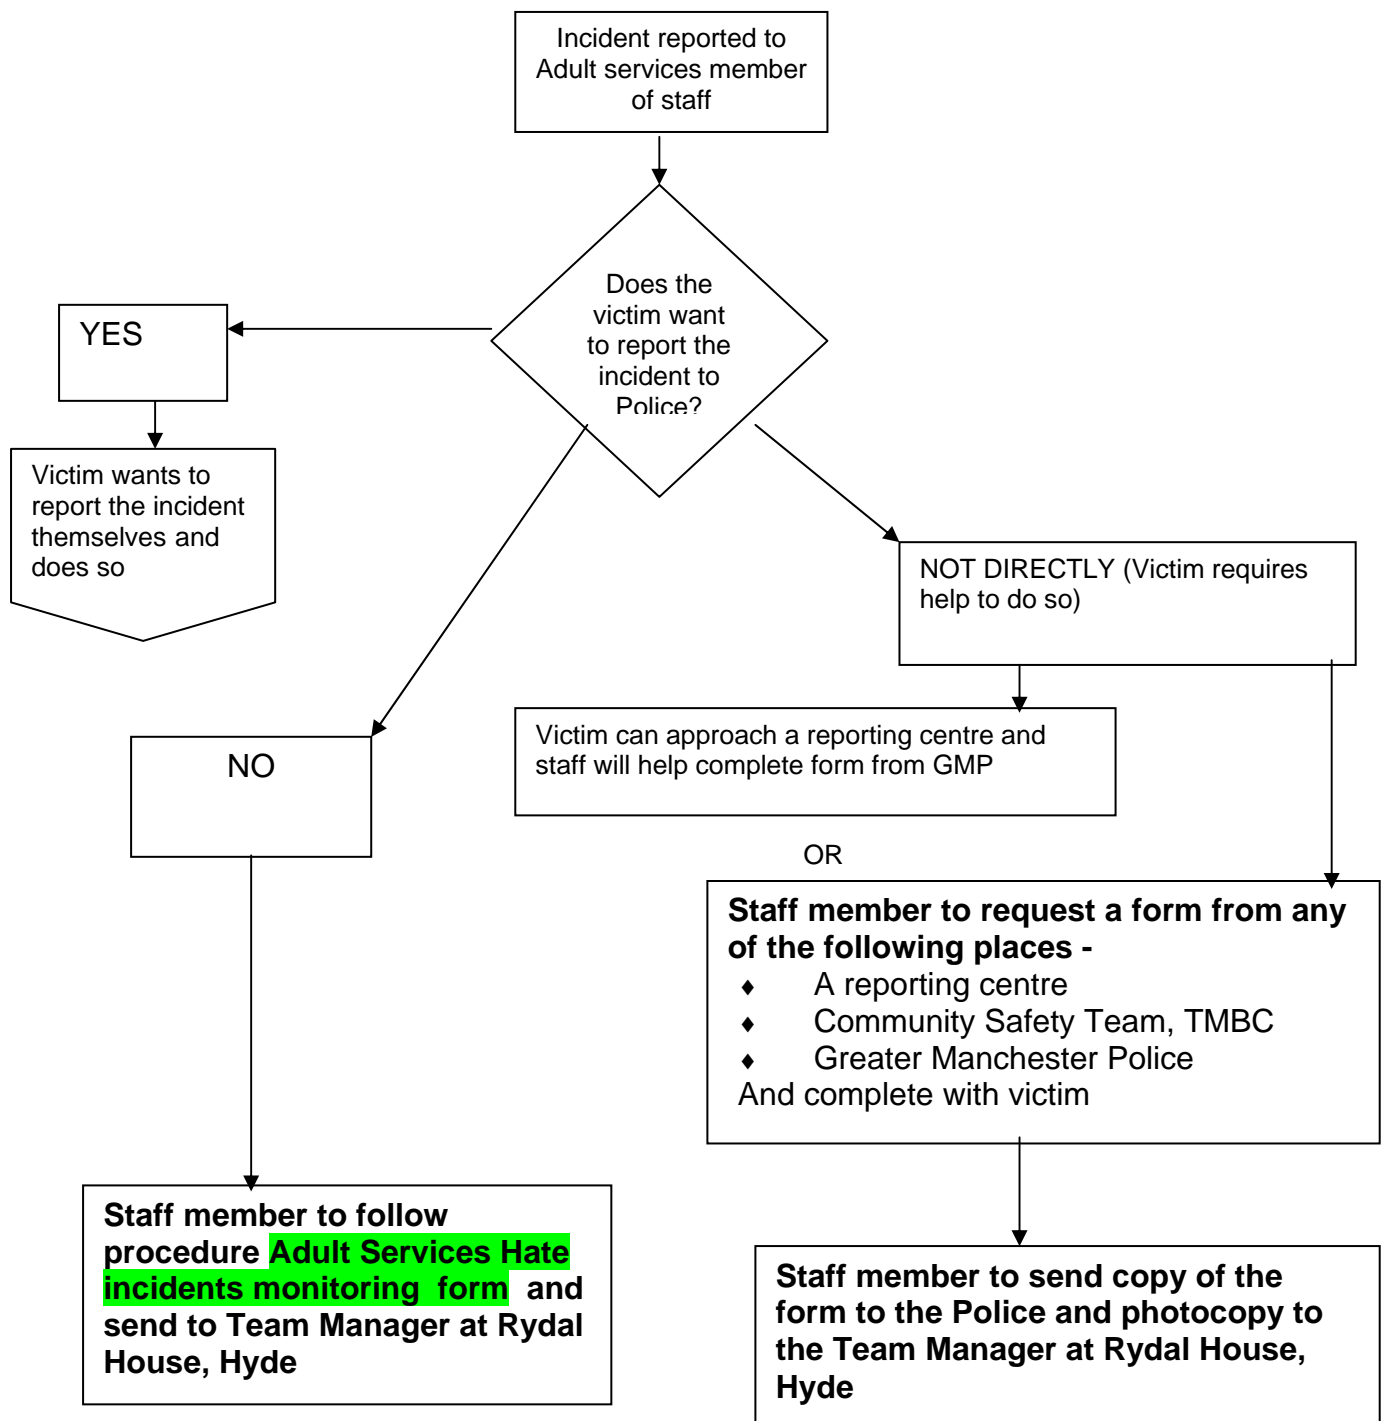 Incident reported to
Adult services member
of staff
Does the
victim want
to report the
incident to
Police?
YES
Victim wants to
report the incident
themselves and
does so
NOT DIRECTLY (Victim requires
help to do so)
Victim can approach a reporting centre and
staff will help complete form from GMP
NO
OR
Staff member to request a form from any
of the following places -
♦ A reporting centre
♦ Community Safety Team, TMBC
♦ Greater Manchester Police
And complete with victim
Staff member to follow
procedure Adult Services Hate
incidents monitoring form and
send to Team Manager at Rydal
House, Hyde
Staff member to send copy of the
form to the Police and photocopy to
the Team Manager at Rydal House,
Hyde